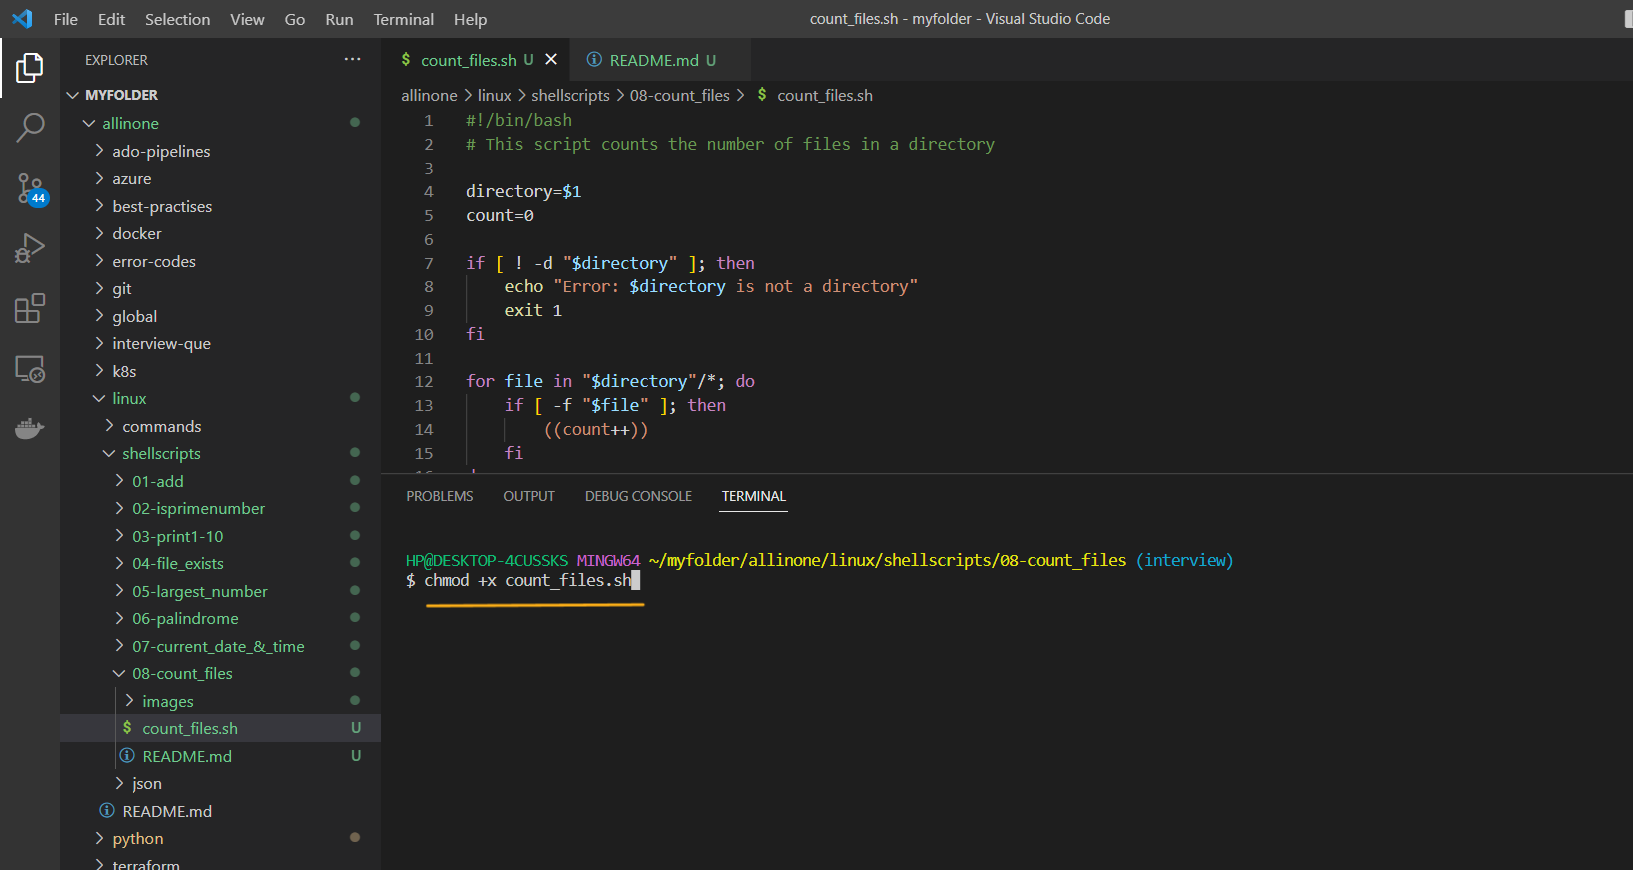 File Edit Selection View Go Run Terminal Help
count_files.sh - myfolder - Visual Studio Code
EXPLORER
MYFOLDER
allinone
ado-pipelines
azure
best-practises
docker
error-codes
git
global
interview-que
k8s
linux
commands
shellscripts
01-add
02-isprimenumber
03-print1-10
04-file_exists
05-largest_number
06-palindrome
07-current_date_&_time
08-count_files
images
$ count_files.sh U
README.md U
json
README.md
python
terraform
44
$ count_files.sh U
README.md U
allinone > linux > shellscripts > 08-count_files > $ count_files.sh
1 #!/bin/bash
2 # This script counts the number of files in a directory
3
4 directory=$1
5 count=0
6
7 if [ ! -d "$directory" ]; then
8 echo "Error: $directory is not a directory"
9 exit 1
10 fi
11
12 for file in "$directory"/*; do
13 if [ -f "$file" ]; then
14 ((count++))
15 fi
PROBLEMS OUTPUT DEBUG CONSOLE TERMINAL
HP@DESKTOP-4CUSSKS MINGW64 ~/myfolder/allinone/linux/shellscripts/08-count_files (interview)
$ chmod +x count_files.sh